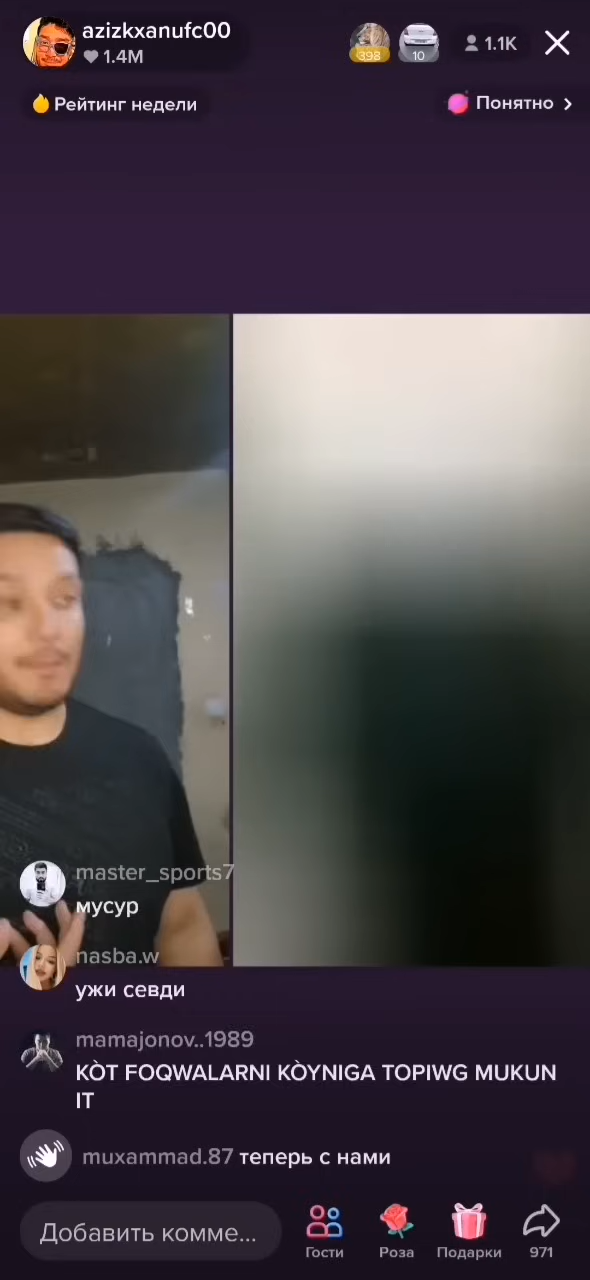 azizkxanufc00
1.4M
398
10
1.1K
Рейтинг недели
Понятно
master_sports7
мусур
nasba.w
ужи севди
mamajonov..1989
KÒT FOQWALARNI KÒYNIGA TOPIWG MUKUN
IT
muxammad.87 теперь с нами
Добавить комме...
Гости
Роза
Подарки
971